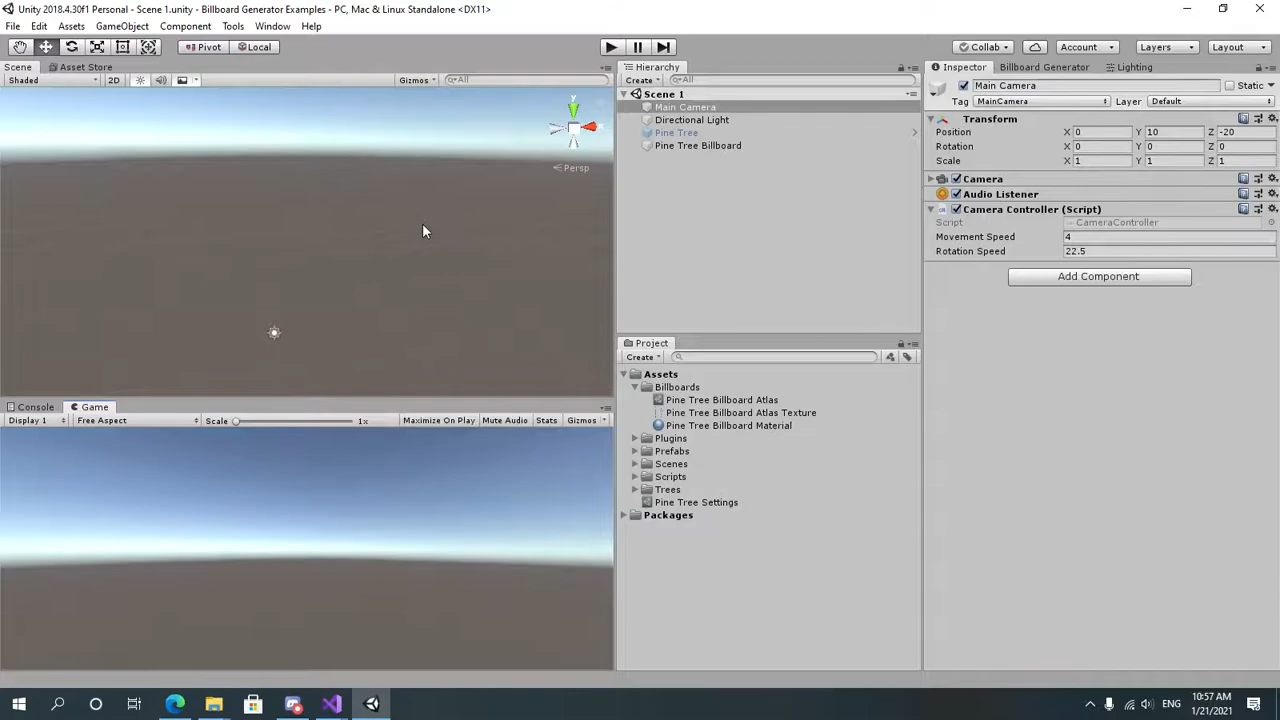 Unity 2018.4.30f1 Personal - Scene 1.unity - Billboard Generator Examples - PC, Mac & Linux Standalone <DX11>
File Edit Assets GameObject Component Tools Window Help
Pivot Local Collab Account Layers Layout
Scene Asset Store
Shaded 2D Gizmos All
y
Persp
Console Game
Display 1 Free Aspect Scale 1x Maximize On Play Mute Audio Stats Gizmos
Hierarchy
Create All
Scene 1
Main Camera
Directional Light
Pine Tree
Pine Tree Billboard
Project
Create
Assets
Billboards
Pine Tree Billboard Atlas
Pine Tree Billboard Atlas Texture
Pine Tree Billboard Material
Plugins
Prefabs
Scenes
Scripts
Trees
Pine Tree Settings
Packages
Inspector Billboard Generator Lighting
Main Camera Static
Tag MainCamera Layer Default
Transform
Position X 0 Y 10 Z -20
Rotation X 0 Y 0 Z 0
Scale X 1 Y 1 Z 1
Camera
Audio Listener
Camera Controller (Script)
Script CameraController
Movement Speed 4
Rotation Speed 22.5
Add Component
ENG
10:57 AM
1/21/2021